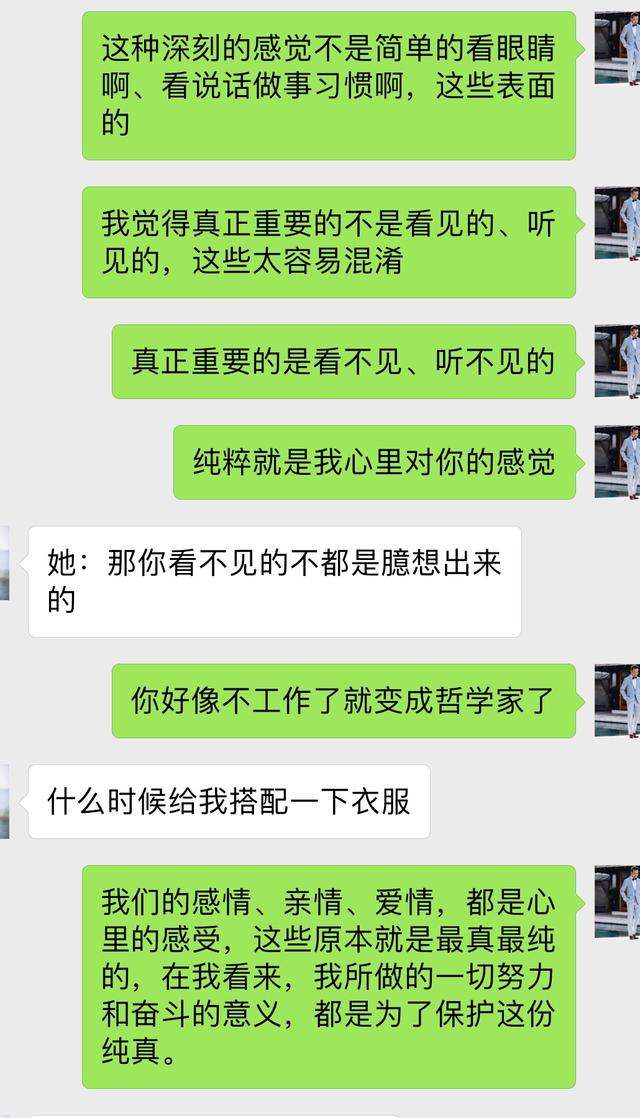 这种深刻的感觉不是简单的看眼睛
啊、看说话做事习惯啊，这些表面
的
我觉得真正重要的不是看见的、听
见的，这些太容易混淆
真正重要的是看不见、听不见的
纯粹就是我心里对你的感觉
她：那你看不见的不都是臆想出来
的
你好像不工作了就变成哲学家了
什么时候给我搭配一下衣服
我们的感情、亲情、爱情，都是心
里的感受，这些原本就是最真最纯
的，在我看来，我所做的一切努力
和奋斗的意义，都是为了保护这份
纯真。